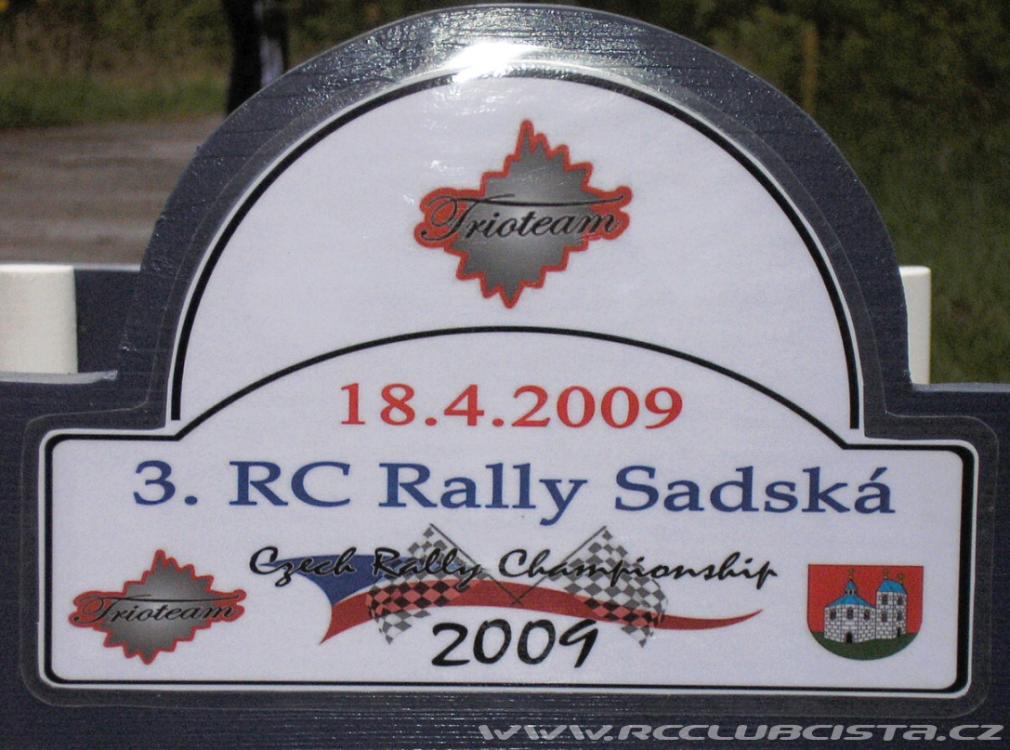 Trioteam
18.4.2009
3. RC Rally Sadská
Czech Rally Championship
Trioteam
2009
www.rcclubcista.cz